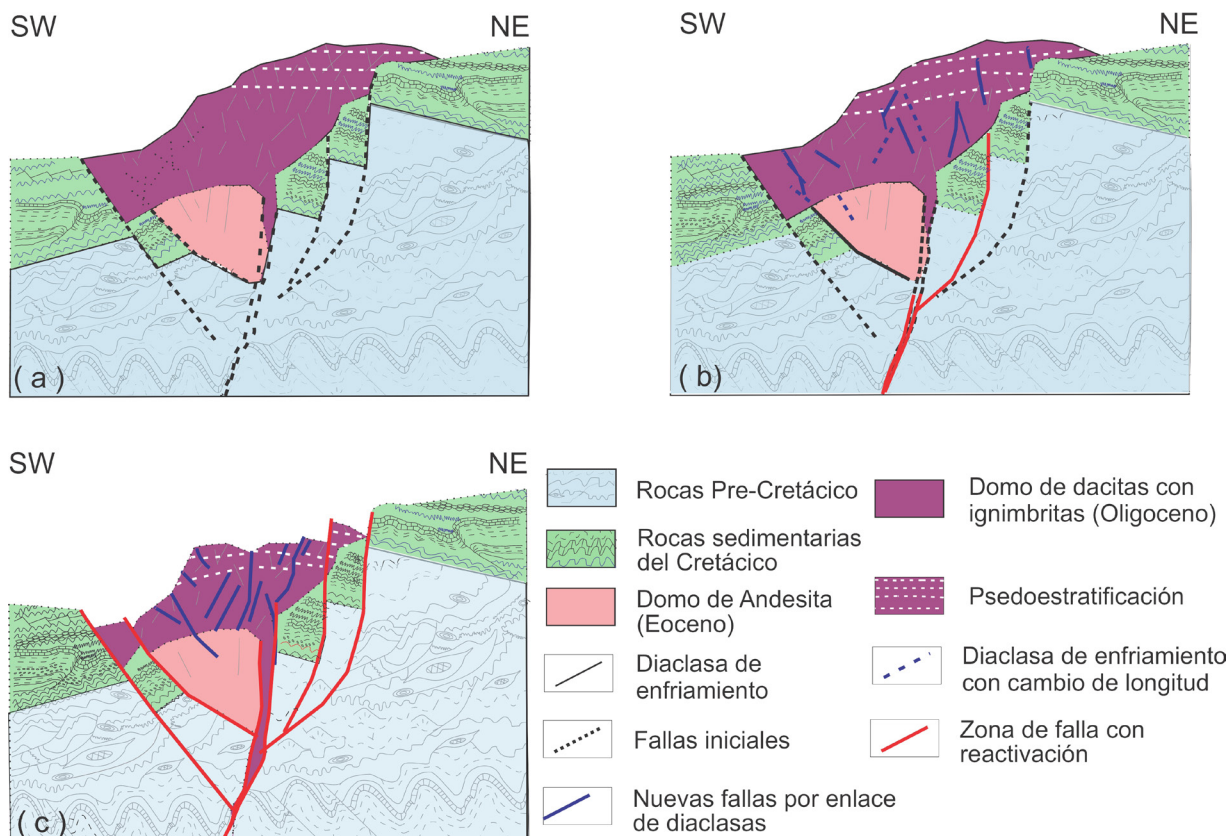 SW NE
( a )
SW NE
( b )
SW NE
( c )
Rocas Pre-Cretácico
Rocas sedimentarias
del Cretácico
Domo de Andesita
(Eoceno)
Diaclasa de
enfriamiento
Fallas iniciales
Nuevas fallas por enlace
de diaclasas
Domo de dacitas con
ignimbritas (Oligoceno)
Psedoestratificación
Diaclasa de enfriamiento
con cambio de longitud
Zona de falla con
reactivación